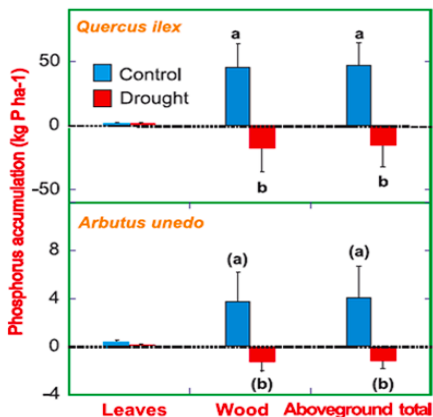 Quercus ilex
a
a
50
Control
Drought
0
b
b
-50
Phosphorus accumulation (kg P ha-1)
Arbutus unedo
8
(a)
(a)
4
0
(b)
(b)
-4
Leaves Wood Aboveground total